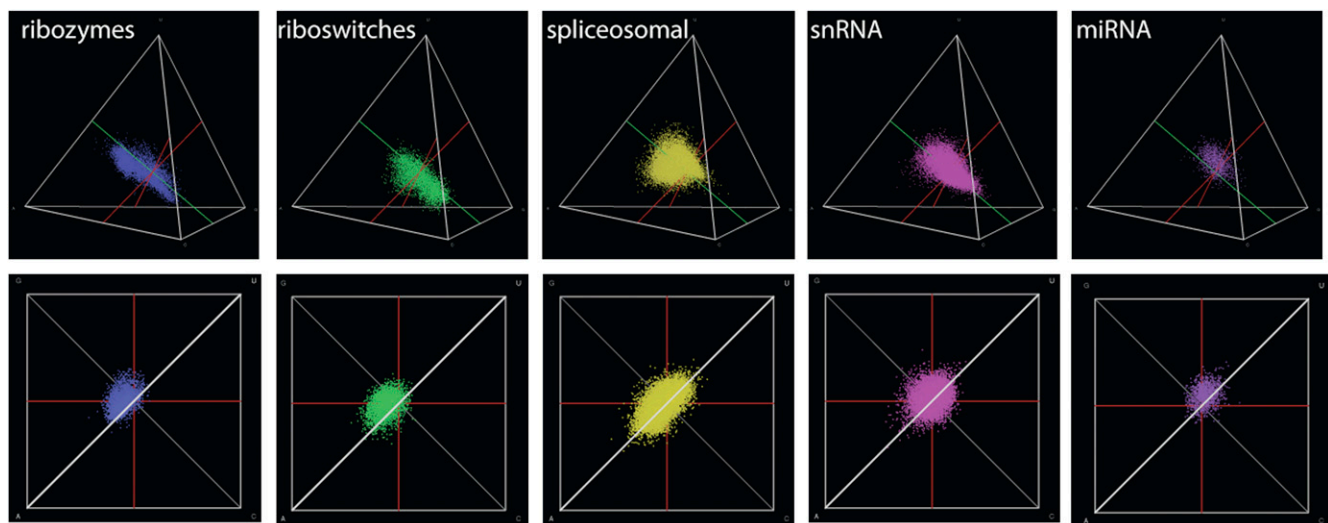 ribozymes
riboswitches
spliceosomal
snRNA
miRNA
G U
A C
G U
A C
G U
A C
G U
A C
G U
A C